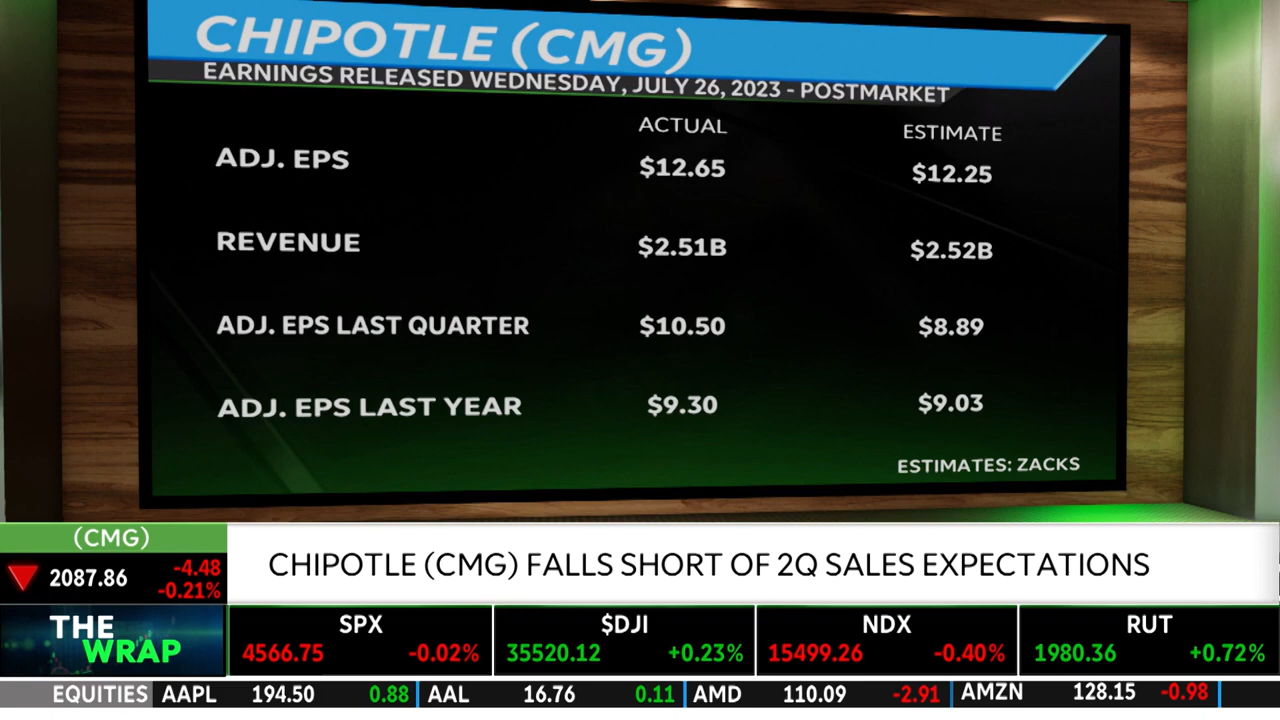 CHIPOTLE (CMG)
EARNINGS RELEASED WEDNESDAY, JULY 26, 2023 - POSTMARKET
ACTUAL ESTIMATE
ADJ. EPS $12.65 $12.25
REVENUE $2.51B $2.52B
ADJ. EPS LAST QUARTER $10.50 $8.89
ADJ. EPS LAST YEAR $9.30 $9.03
ESTIMATES: ZACKS
(CMG)
2087.86 -4.48
-0.21%
CHIPOTLE (CMG) FALLS SHORT OF 2Q SALES EXPECTATIONS
THE
WRAP
SPX $DJI NDX RUT
4566.75 -0.02% 35520.12 +0.23% 15499.26 -0.40% 1980.36 +0.72%
EQUITIES AAPL 194.50 0.88 AAL 16.76 0.11 AMD 110.09 -2.91 AMZN 128.15 -0.98